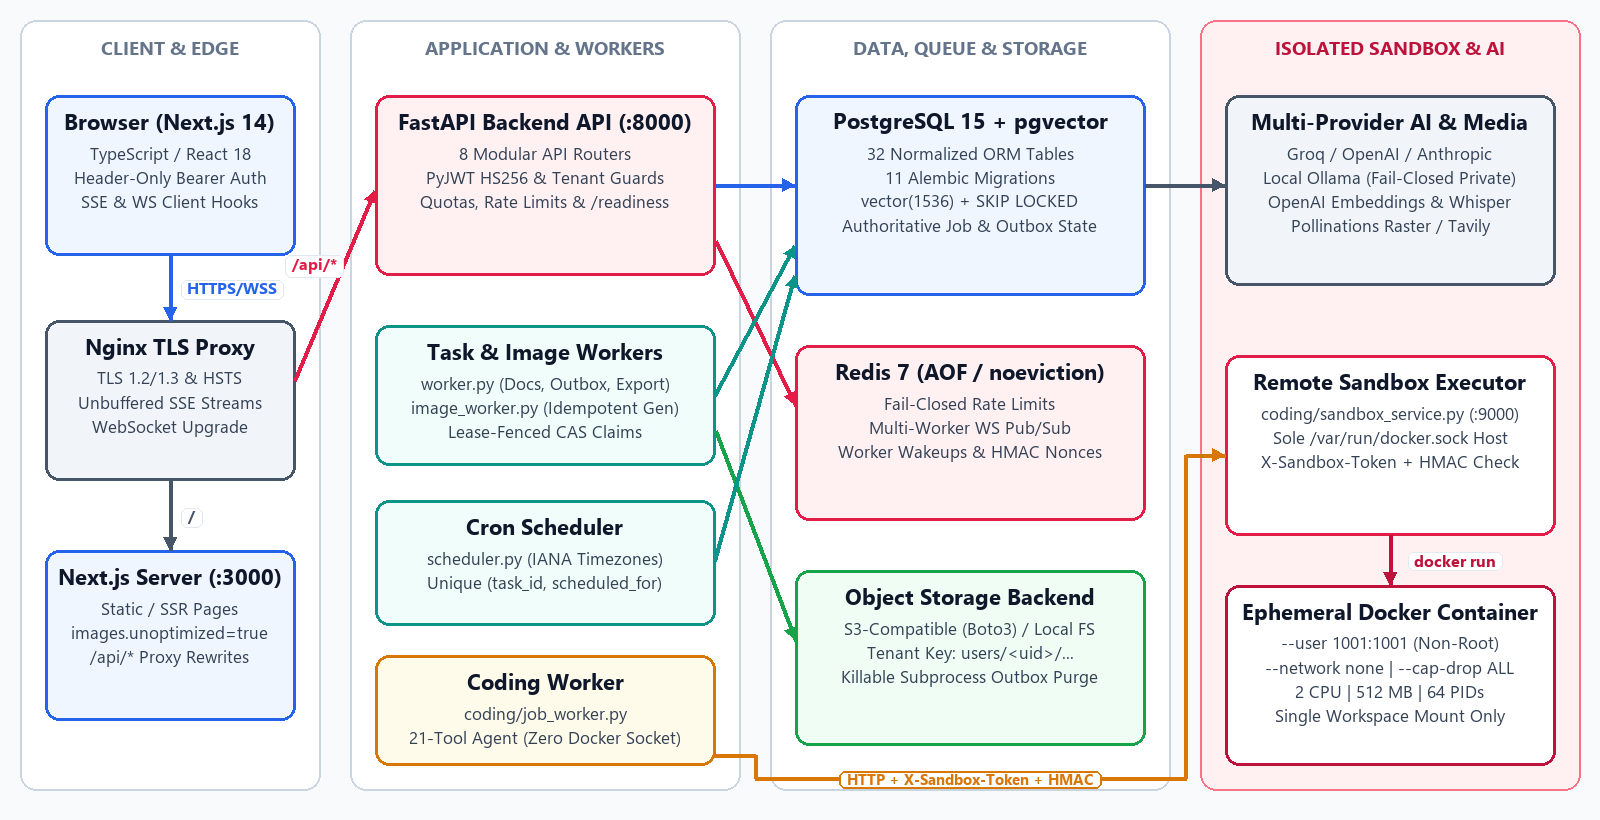 CLIENT & EDGE
Browser (Next.js 14)
TypeScript / React 18
Header-Only Bearer Auth
SSE & WS Client Hooks
HTTPS/WSS
/api/*
Nginx TLS Proxy
TLS 1.2/1.3 & HSTS
Unbuffered SSE Streams
WebSocket Upgrade
/
Next.js Server (:3000)
Static / SSR Pages
images.unoptimized=true
/api/* Proxy Rewrites
APPLICATION & WORKERS
FastAPI Backend API (:8000)
8 Modular API Routers
PyJWT HS256 & Tenant Guards
Quotas, Rate Limits & /readiness
Task & Image Workers
worker.py (Docs, Outbox, Export)
image_worker.py (Idempotent Gen)
Lease-Fenced CAS Claims
Cron Scheduler
scheduler.py (IANA Timezones)
Unique (task_id, scheduled_for)
Coding Worker
coding/job_worker.py
21-Tool Agent (Zero Docker Socket)
HTTP + X-Sandbox-Token + HMAC
DATA, QUEUE & STORAGE
PostgreSQL 15 + pgvector
32 Normalized ORM Tables
11 Alembic Migrations
vector(1536) + SKIP LOCKED
Authoritative Job & Outbox State
Redis 7 (AOF / noeviction)
Fail-Closed Rate Limits
Multi-Worker WS Pub/Sub
Worker Wakeups & HMAC Nonces
Object Storage Backend
S3-Compatible (Boto3) / Local FS
Tenant Key: users/<uid>/...
Killable Subprocess Outbox Purge
ISOLATED SANDBOX & AI
Multi-Provider AI & Media
Groq / OpenAI / Anthropic
Local Ollama (Fail-Closed Private)
OpenAI Embeddings & Whisper
Pollinations Raster / Tavily
Remote Sandbox Executor
coding/sandbox_service.py (:9000)
Sole /var/run/docker.sock Host
X-Sandbox-Token + HMAC Check
docker run
Ephemeral Docker Container
--user 1001:1001 (Non-Root)
--network none | --cap-drop ALL
2 CPU | 512 MB | 64 PIDs
Single Workspace Mount Only